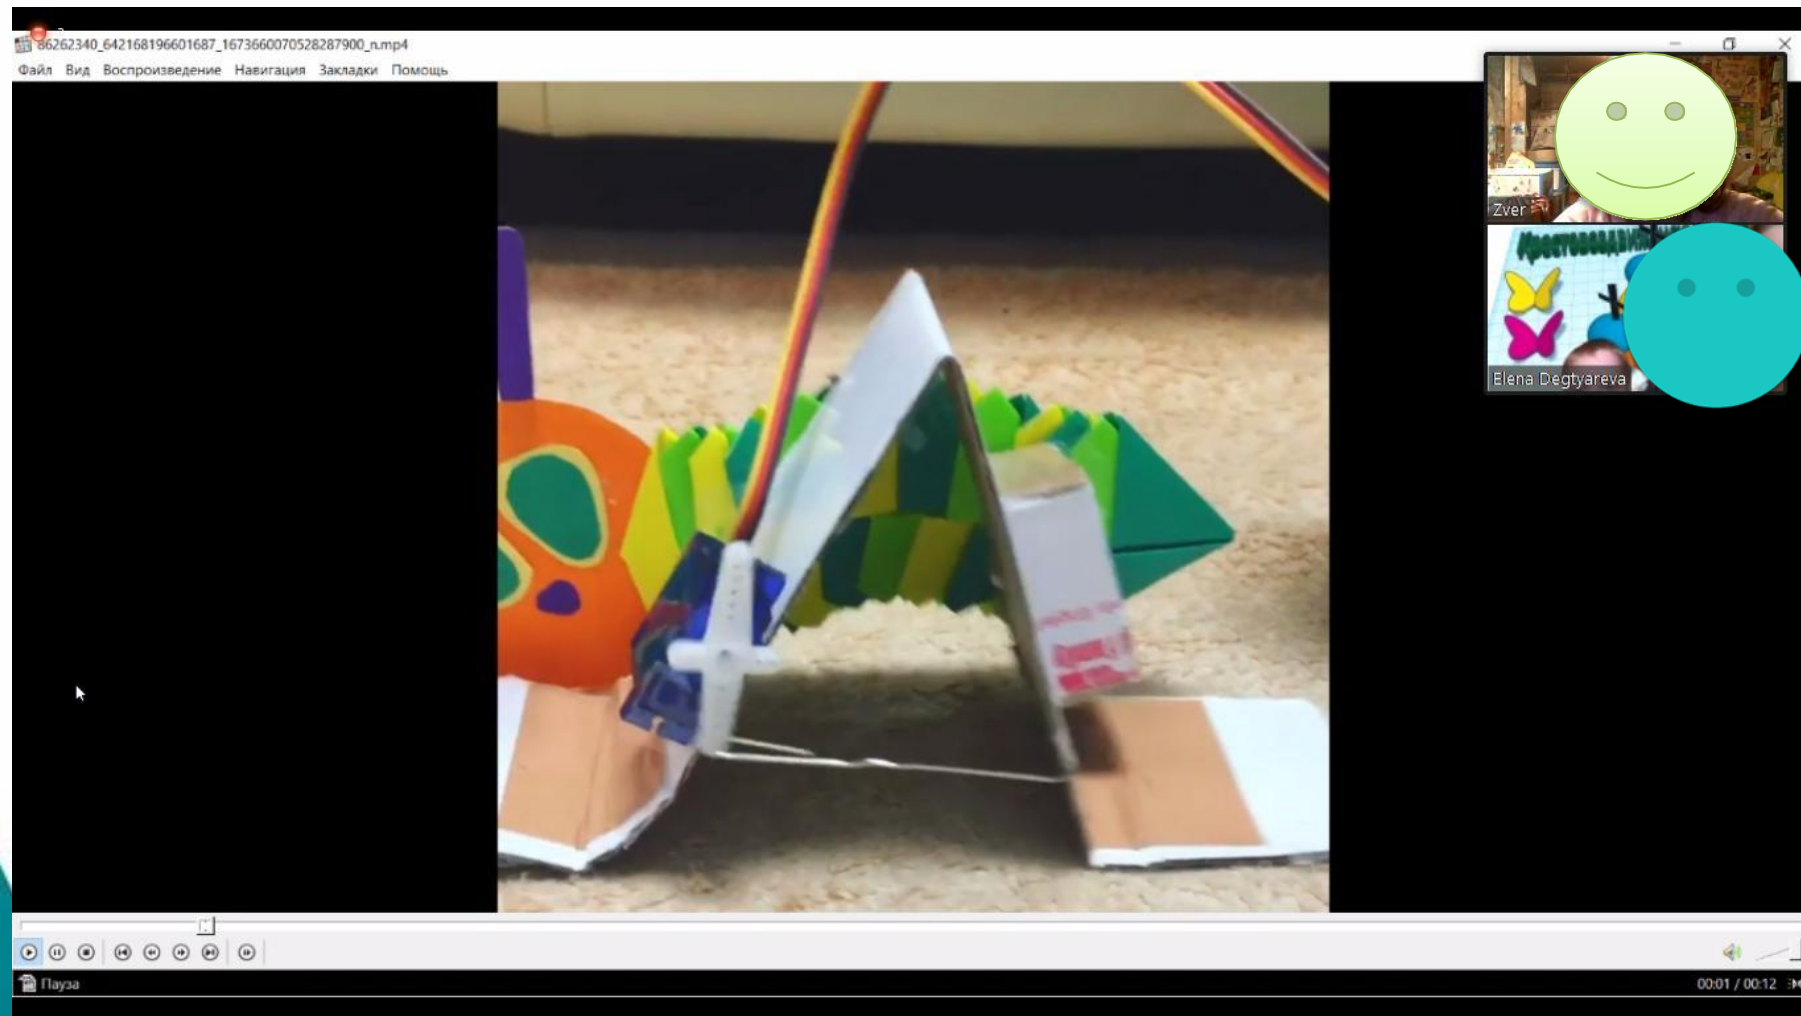 86262340_642168196601687_1673660070528287900_n.mp4
Файл Вид Воспроизведение Навигация Закладки Помощь
Zver
Elena Degtyareva
Пауза
00:01 / 00:12